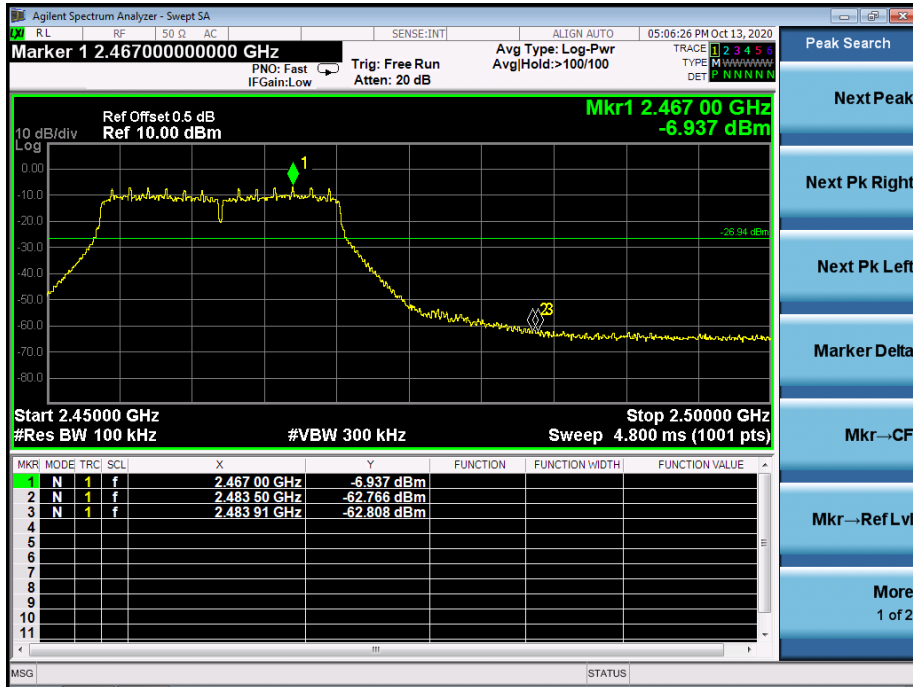 Agilent Spectrum Analyzer - Swept SA
LXI RL RF 50 Ω AC SENSE:INT ALIGN AUTO 05:06:26 PM Oct 13, 2020
Marker 1 2.467000000000 GHz
PNO: Fast
IFGain:Low
Trig: Free Run
Atten: 20 dB
Avg Type: Log-Pwr
Avg|Hold:>100/100
TRACE 1 2 3 4 5 6
TYPE M WWWWW
DET P N N N N N
Peak Search
Next Peak
Next Pk Right
Next Pk Left
Marker Delta
Mkr→CF
Mkr→Ref Lvl
More
1 of 2
Ref Offset 0.5 dB
10 dB/div Ref 10.00 dBm
Log
Mkr1 2.467 00 GHz
-6.937 dBm
0.00
-10.0
-20.0
-30.0
-40.0
-50.0
-60.0
-70.0
-80.0
1
-26.94 dBm
23
Start 2.45000 GHz Stop 2.50000 GHz
#Res BW 100 kHz #VBW 300 kHz Sweep 4.800 ms (1001 pts)
MKR MODE TRC SCL X Y FUNCTION FUNCTION WIDTH FUNCTION VALUE
1 N 1 f 2.467 00 GHz -6.937 dBm
2 N 1 f 2.483 50 GHz -62.766 dBm
3 N 1 f 2.483 91 GHz -62.808 dBm
4
5
6
7
8
9
10
11
MSG STATUS